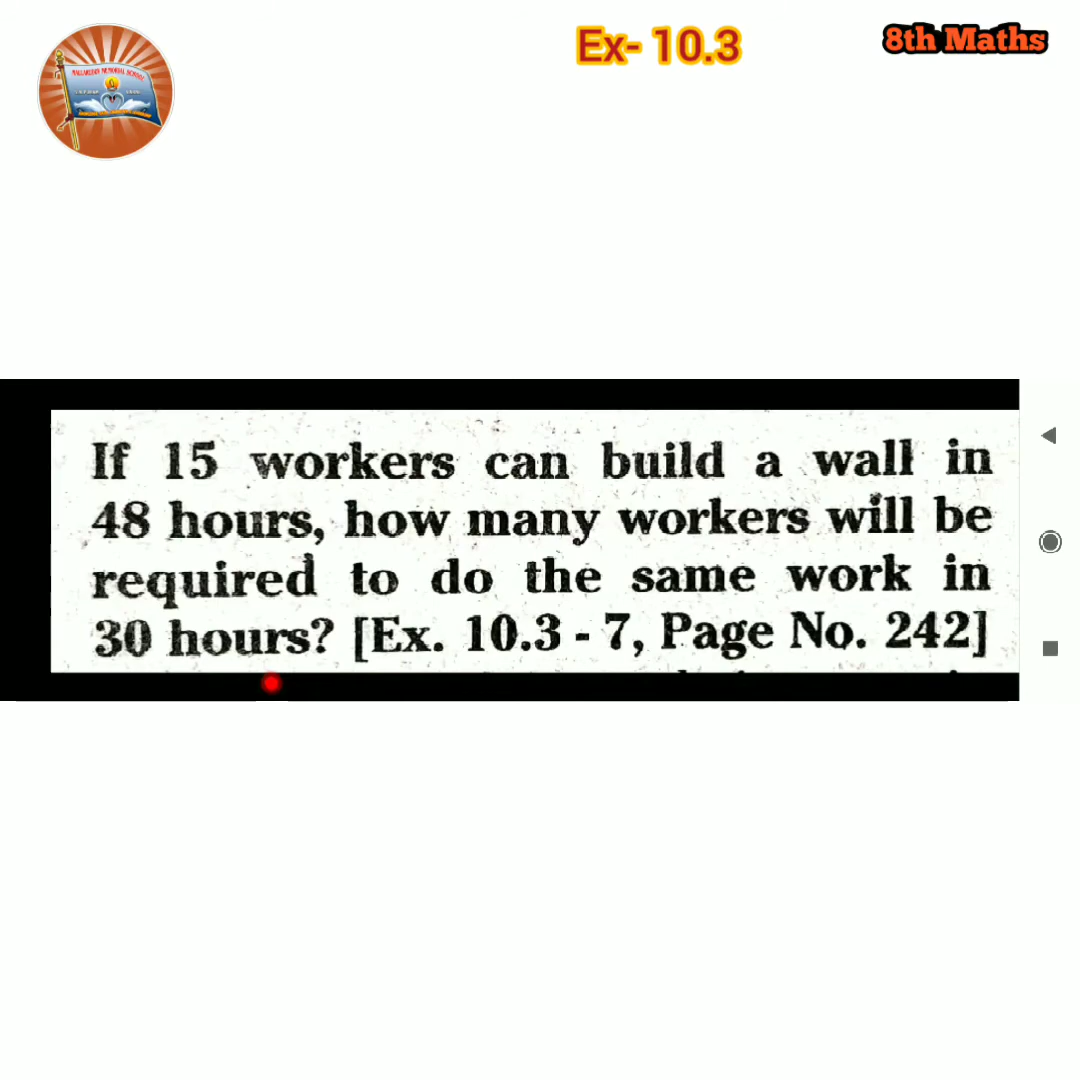 Ex- 10.3
8th Maths
If 15 workers can build a wall in
48 hours, how many workers will be
required to do the same work in
30 hours? [Ex. 10.3 - 7, Page No. 242]